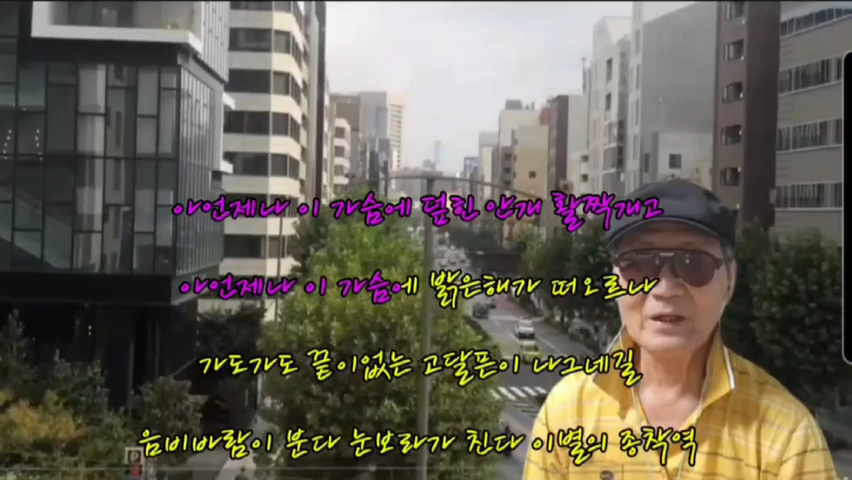 아언제나 이 가슴에 덮힌 안개 활짝개고
아언제나 이 가슴에 밝은해가 떠오르나
가도가도 끝이없는 고달픈이 나그네길
음비바람이 분다 눈보라가 친다 이별의 종착역